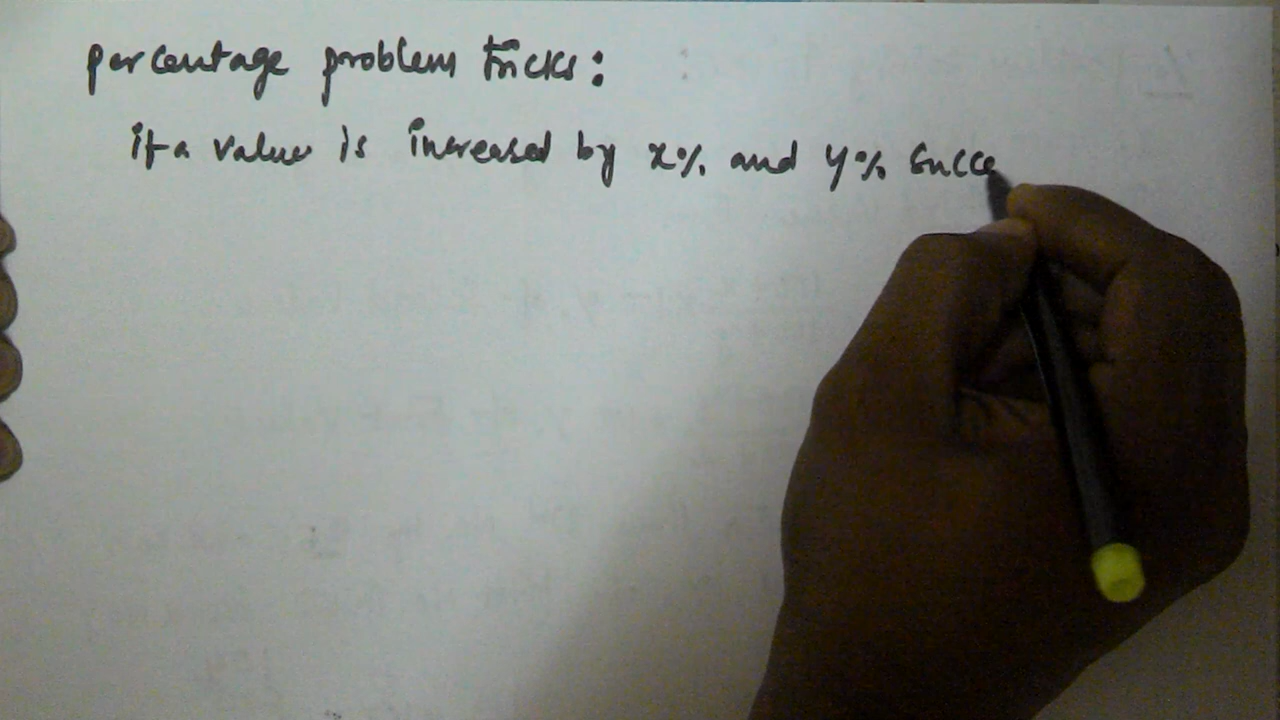 percentage problem tricks:
if a value is increased by x% and y% succe